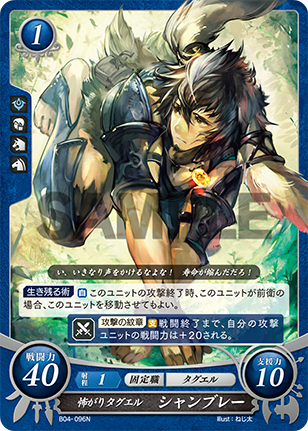 1
SAMPLE
い、いきなり声をかけるなよな! 寿命が縮んだだろ!
生き残る術 自 このユニットの攻撃終了時、このユニットが前衛の
場合、このユニットを移動させてもよい。
攻撃の紋章 攻 戦闘終了まで、自分の攻撃
ユニットの戦闘力は+20される。
戦闘力
40
射程 1 固定職 タグエル
支援力
10
怖がりタグエル シャンブレー
B04-096N
Illust:ねじ太